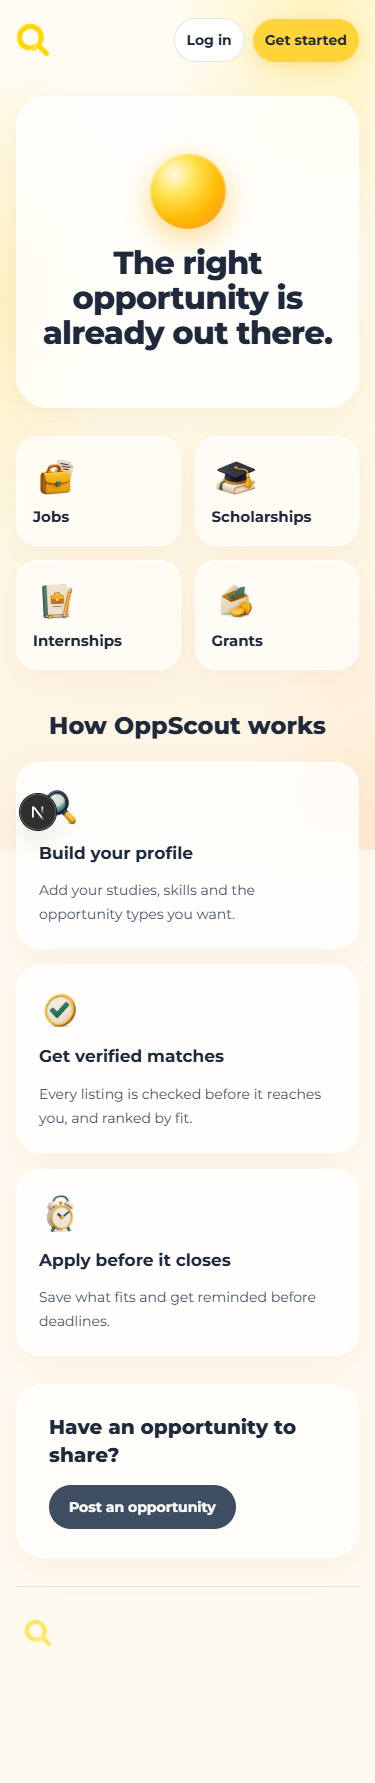 Log in
Get started
The right
opportunity is
already out there.
Jobs
Scholarships
Internships
Grants
How OppScout works
N
Build your profile
Add your studies, skills and the
opportunity types you want.
Get verified matches
Every listing is checked before it reaches
you, and ranked by fit.
Apply before it closes
Save what fits and get reminded before
deadlines.
Have an opportunity to
share?
Post an opportunity